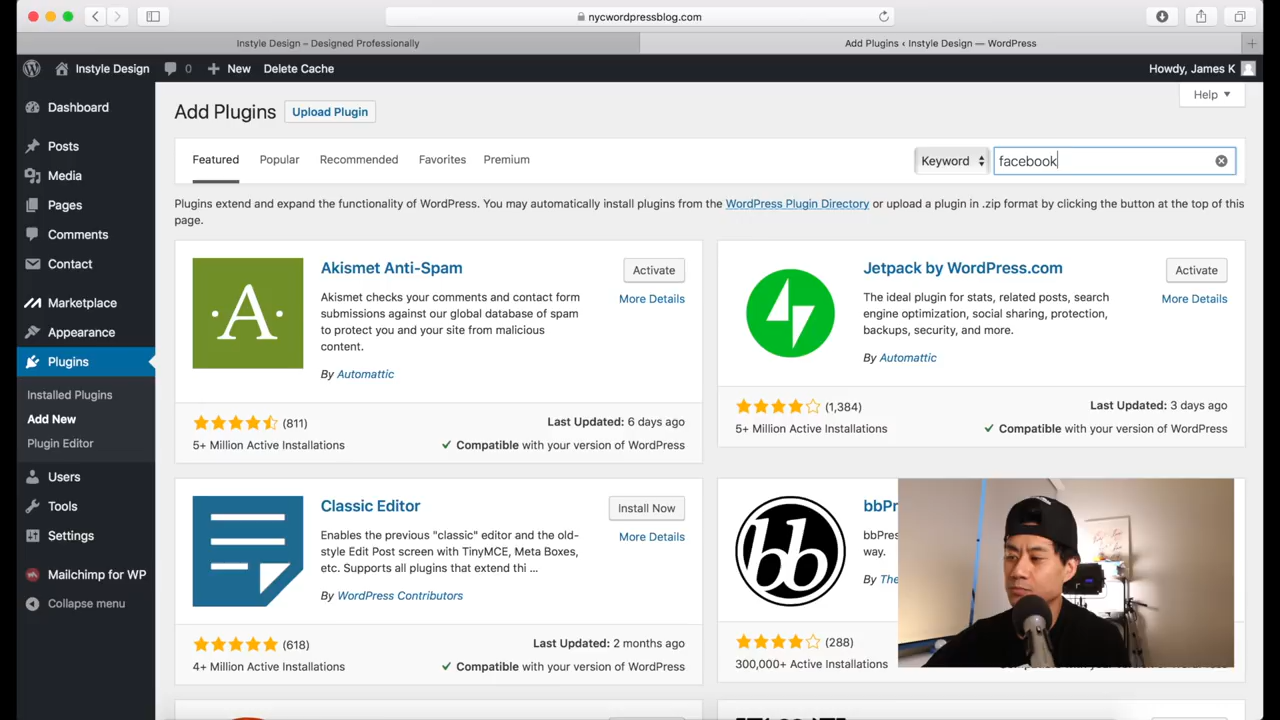 nycwordpressblog.com
Instyle Design – Designed Professionally
Add Plugins ‹ Instyle Design — WordPress
Instyle Design
0
New
Delete Cache
Howdy, James K
Dashboard
Posts
Media
Pages
Comments
Contact
Marketplace
Appearance
Plugins
Installed Plugins
Add New
Plugin Editor
Users
Tools
Settings
Mailchimp for WP
Collapse menu
Help
Add Plugins
Upload Plugin
Featured
Popular
Recommended
Favorites
Premium
Keyword
facebook
Plugins extend and expand the functionality of WordPress. You may automatically install plugins from the WordPress Plugin Directory or upload a plugin in .zip format by clicking the button at the top of this
page.
·A·
Akismet Anti-Spam
Activate
More Details
Akismet checks your comments and contact form
submissions against our global database of spam
to protect you and your site from malicious
content.
By Automattic
(811)
5+ Million Active Installations
Last Updated: 6 days ago
Compatible with your version of WordPress
Jetpack by WordPress.com
Activate
More Details
The ideal plugin for stats, related posts, search
engine optimization, social sharing, protection,
backups, security, and more.
By Automattic
(1,384)
5+ Million Active Installations
Last Updated: 3 days ago
Compatible with your version of WordPress
Classic Editor
Install Now
More Details
Enables the previous "classic" editor and the old-
style Edit Post screen with TinyMCE, Meta Boxes,
etc. Supports all plugins that extend thi ...
By WordPress Contributors
(618)
4+ Million Active Installations
Last Updated: 2 months ago
Compatible with your version of WordPress
bb
bbPr
bbPres
way.
By The
(288)
300,000+ Active Installations